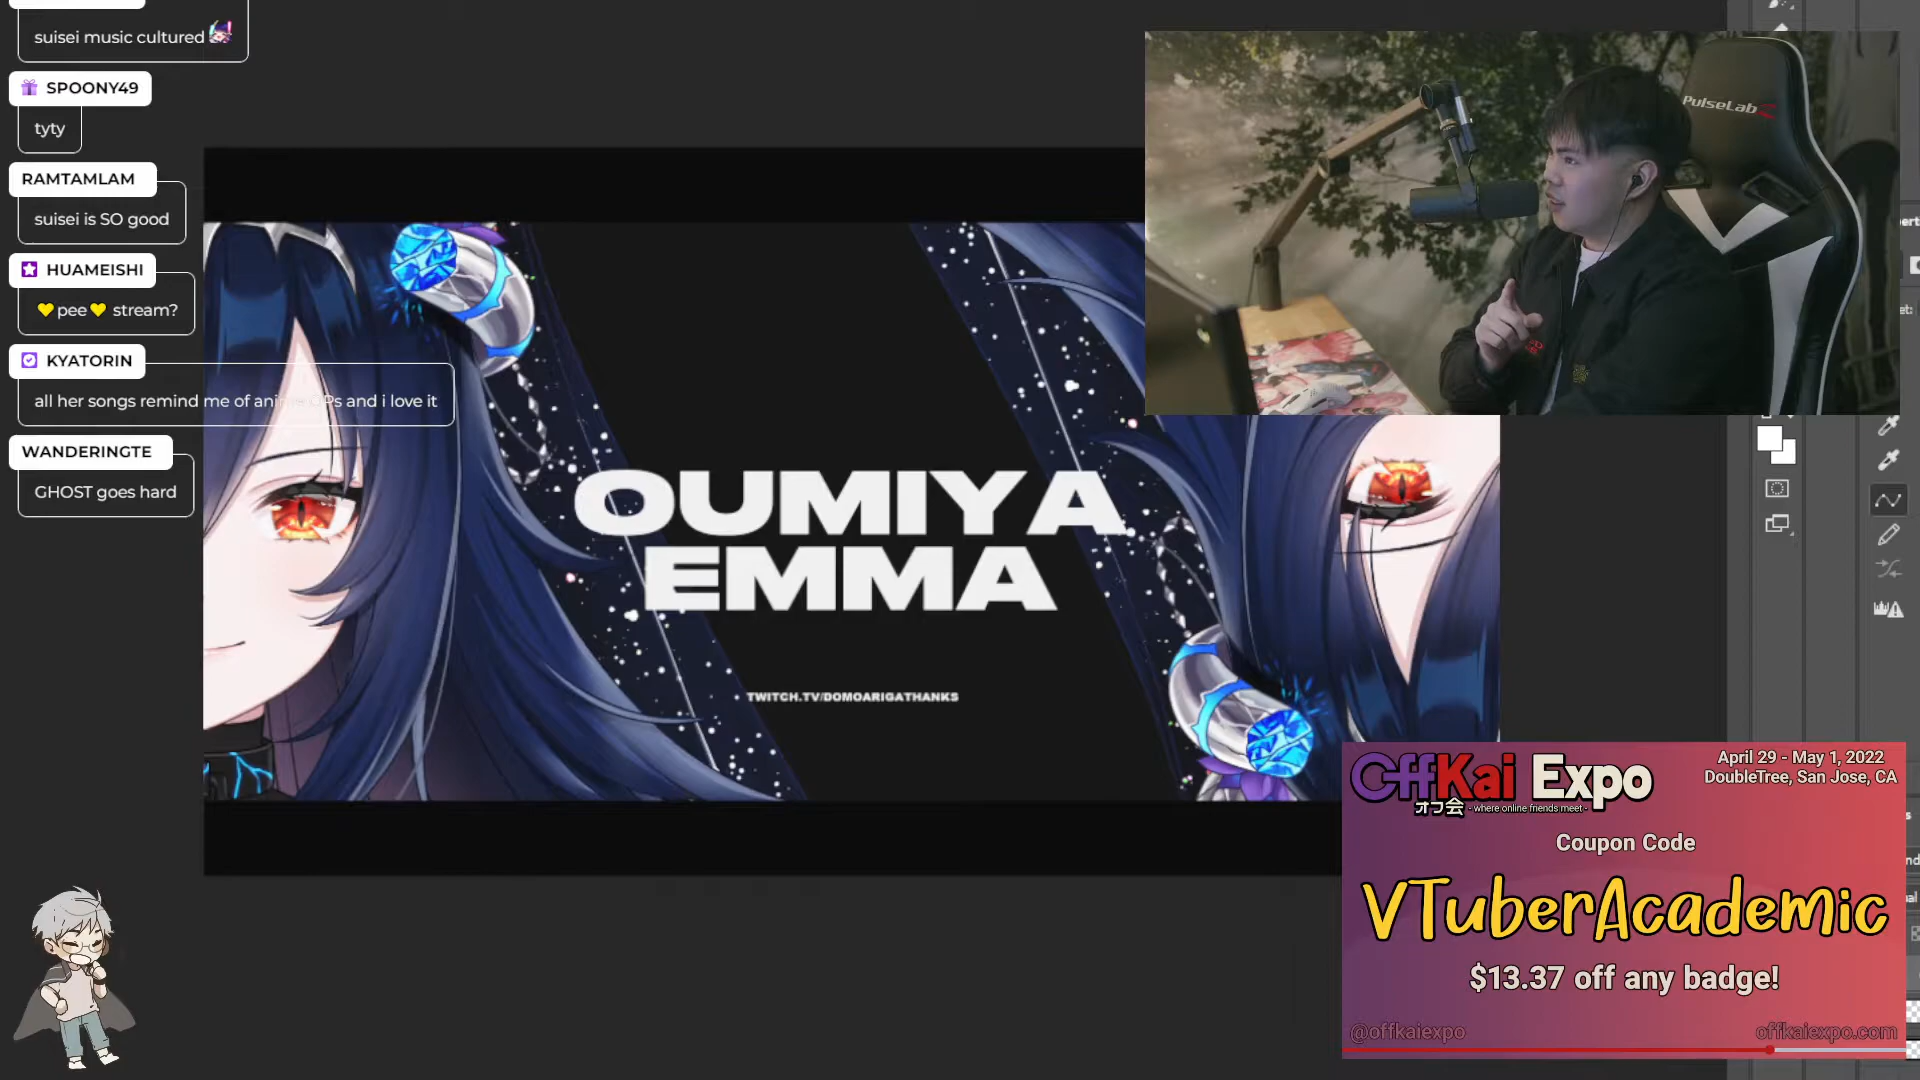 suisei music cultured
SPOONY49
tyty
RAMTAMLAM
suisei is SO good
HUAMEISHI
pee stream?
KYATORIN
all her songs remind me of and i love it
WANDERINGTE
GHOST goes hard
PulseLabz
OUMIYA
EMMA
TWITCH.TV/DOMOARIGATHANKS
OffKai Expo
オフ会 - where online friends meet -
April 29 - May 1, 2022
DoubleTree, San Jose, CA
Coupon Code
VTuberAcademic
$13.37 off any badge!
@offkaiexpo
offkaiexpo.com